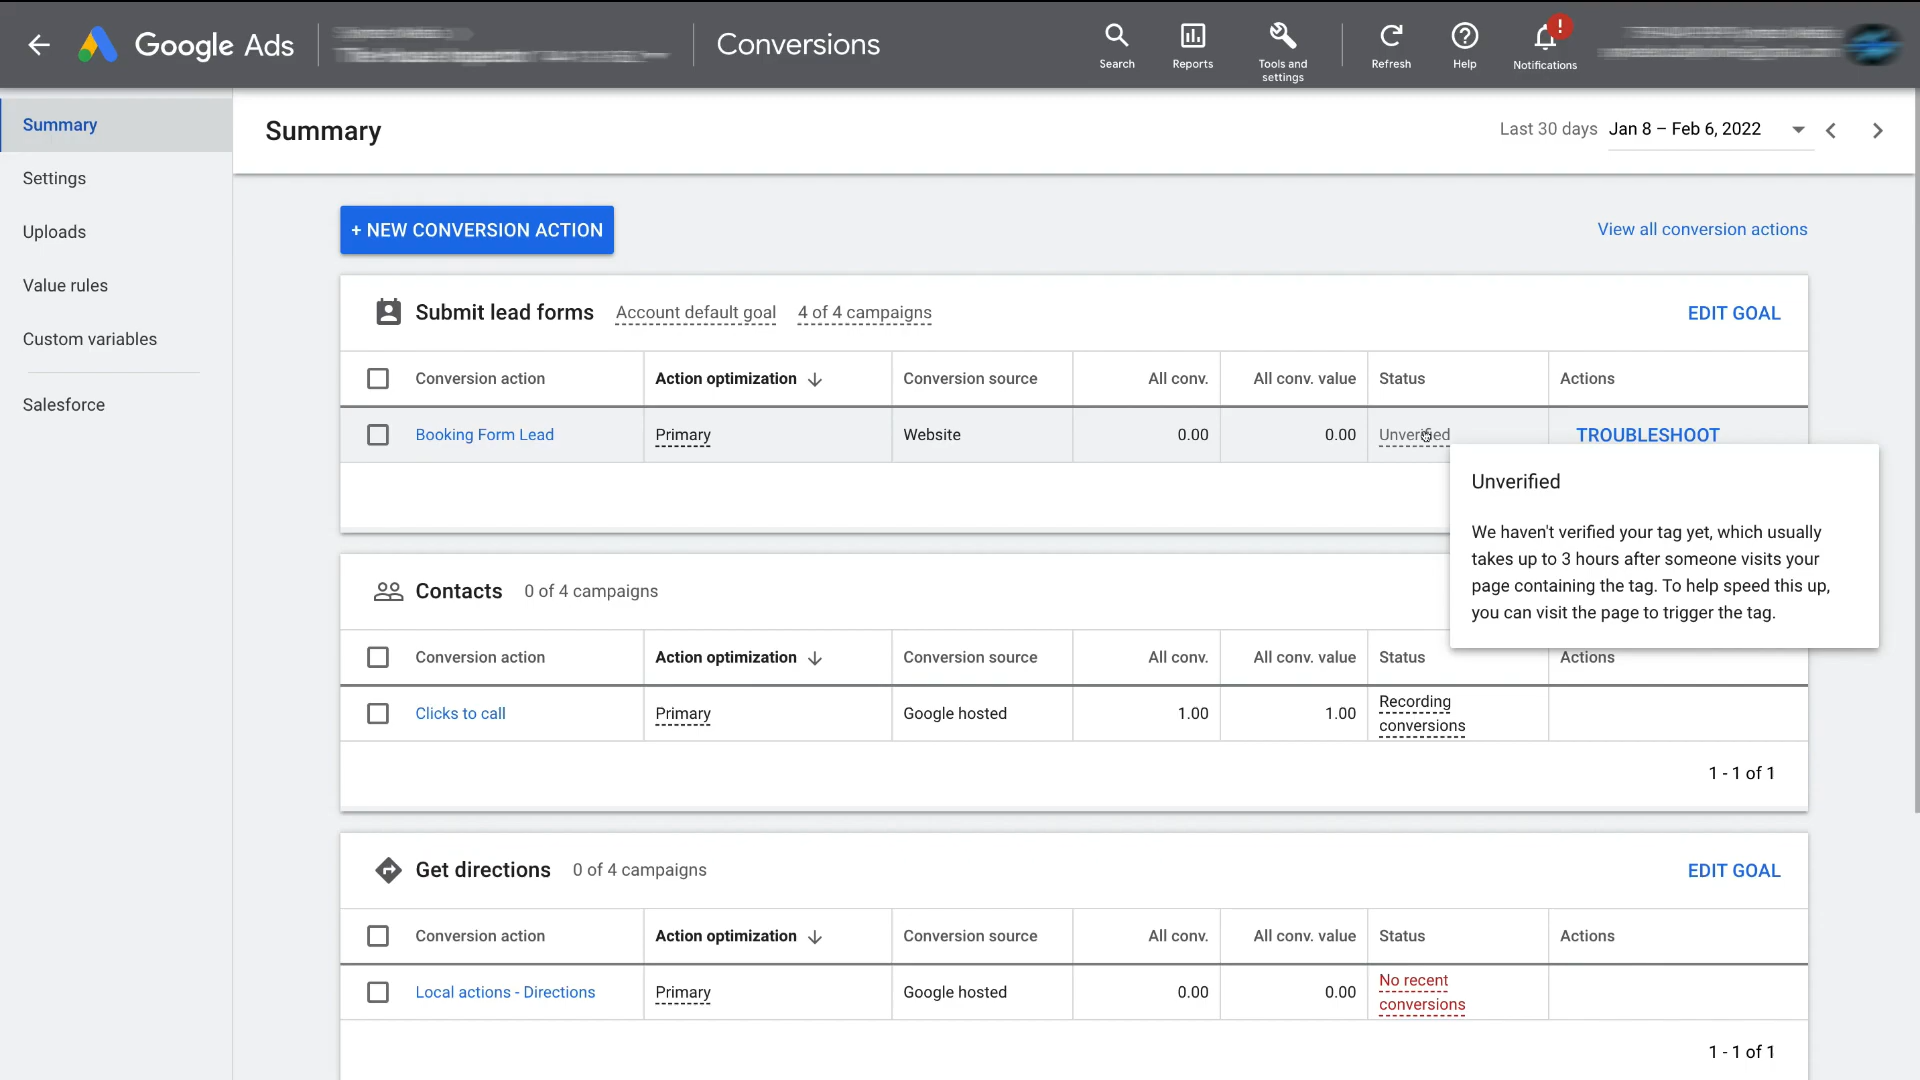 Google Ads
Conversions
Search
Reports
Tools and
settings
Refresh
Help
!
Notifications
Summary
Settings
Uploads
Value rules
Custom variables
Salesforce
Summary
Last 30 days Jan 8 – Feb 6, 2022
+ NEW CONVERSION ACTION
View all conversion actions
Submit lead forms Account default goal 4 of 4 campaigns EDIT GOAL
Conversion action Action optimization Conversion source All conv. All conv. value Status Actions
Booking Form Lead Primary Website 0.00 0.00 Unverified TROUBLESHOOT
Unverified
We haven't verified your tag yet, which usually
takes up to 3 hours after someone visits your
page containing the tag. To help speed this up,
you can visit the page to trigger the tag.
Contacts 0 of 4 campaigns
Conversion action Action optimization Conversion source All conv. All conv. value Status Actions
Clicks to call Primary Google hosted 1.00 1.00 Recording
conversions
1 - 1 of 1
Get directions 0 of 4 campaigns EDIT GOAL
Conversion action Action optimization Conversion source All conv. All conv. value Status Actions
Local actions - Directions Primary Google hosted 0.00 0.00 No recent
conversions
1 - 1 of 1